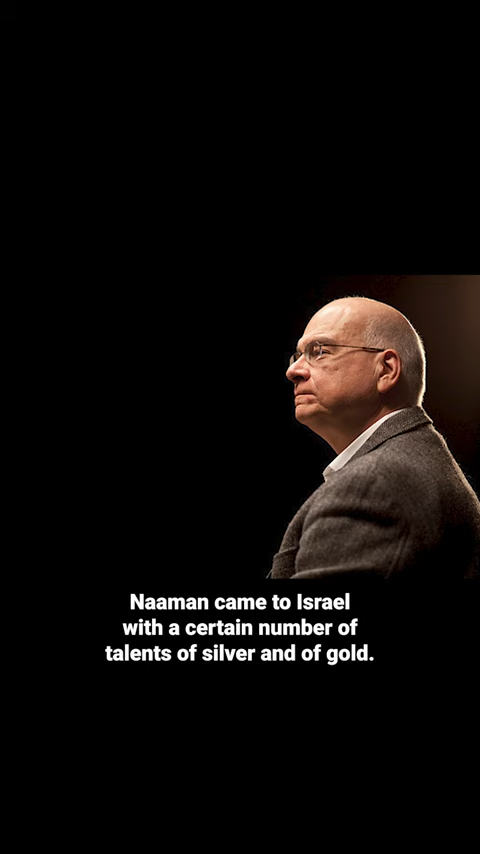 Naaman came to Israel
with a certain number of
talents of silver and of gold.